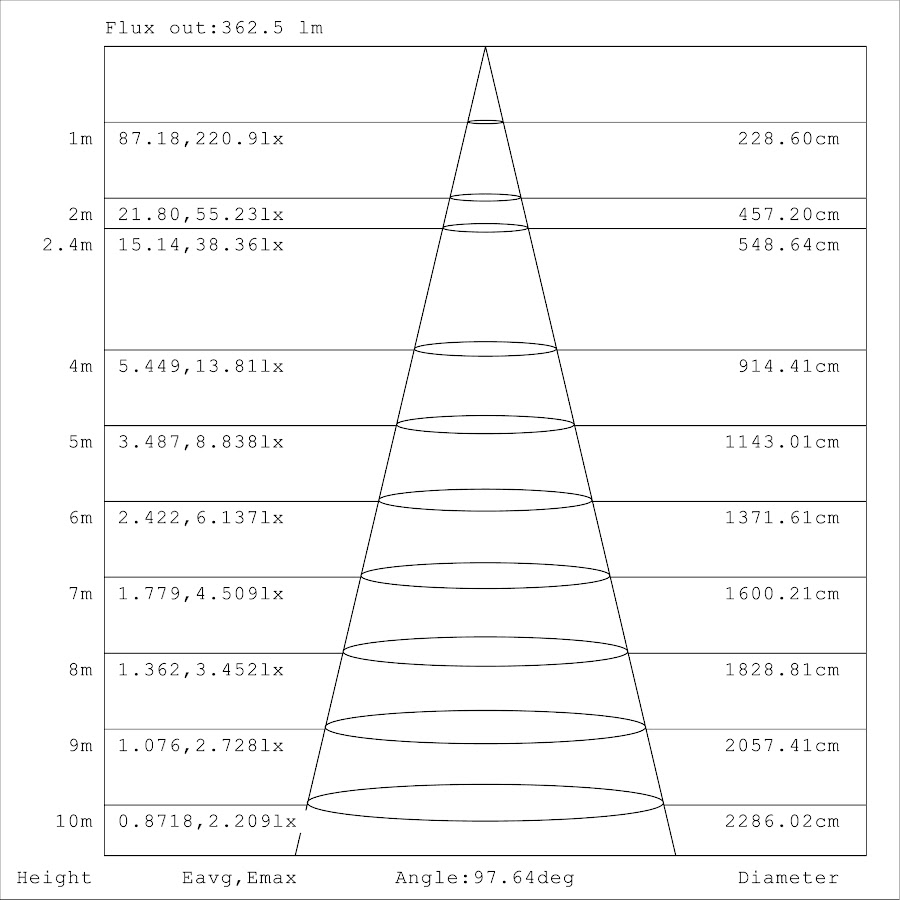 Flux out:362.5 lm
1m 87.18,220.9lx 228.60cm
2m 21.80,55.23lx 457.20cm
2.4m 15.14,38.36lx 548.64cm
4m 5.449,13.81lx 914.41cm
5m 3.487,8.838lx 1143.01cm
6m 2.422,6.137lx 1371.61cm
7m 1.779,4.509lx 1600.21cm
8m 1.362,3.452lx 1828.81cm
9m 1.076,2.728lx 2057.41cm
10m 0.8718,2.209lx 2286.02cm
Height Eavg,Emax Angle:97.64deg Diameter